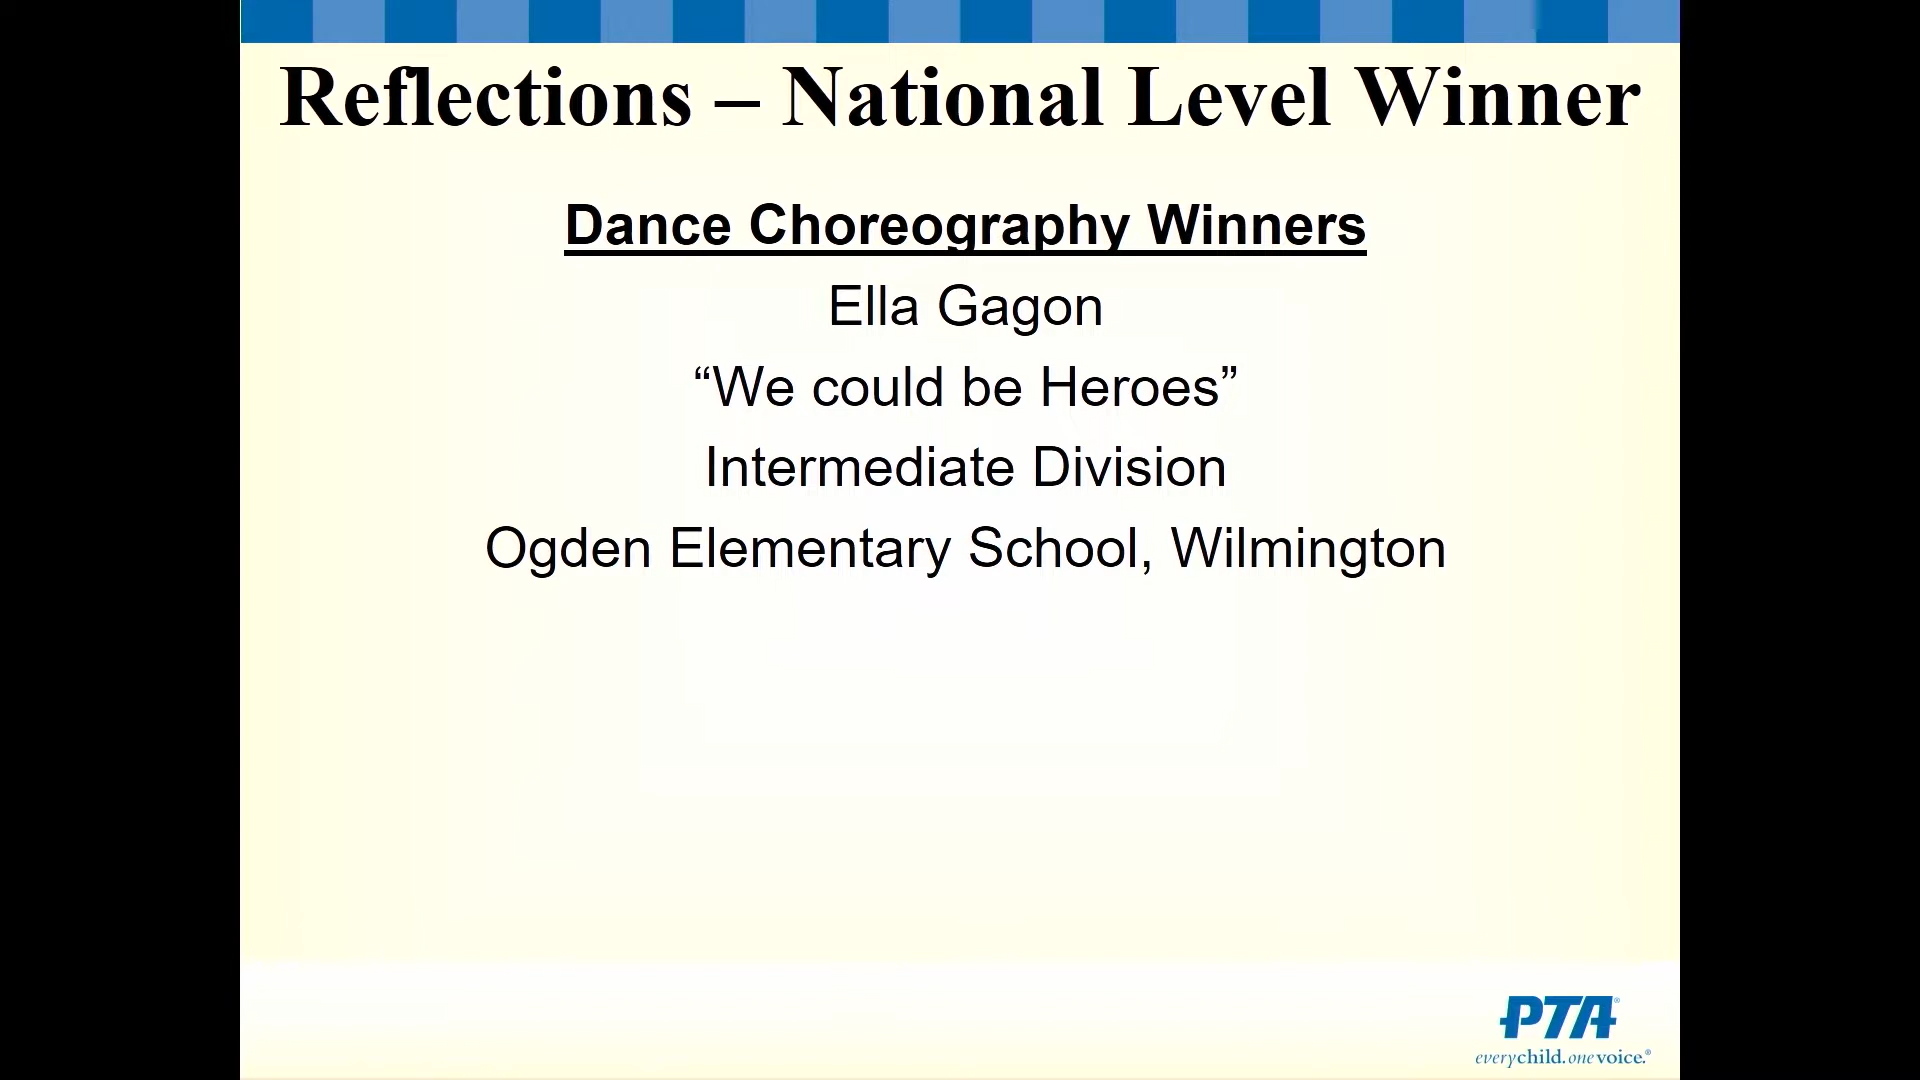 Reflections – National Level Winner
Dance Choreography Winners
Ella Gagon
“We could be Heroes”
Intermediate Division
Ogden Elementary School, Wilmington
PTA®
everychild.onevoice.®